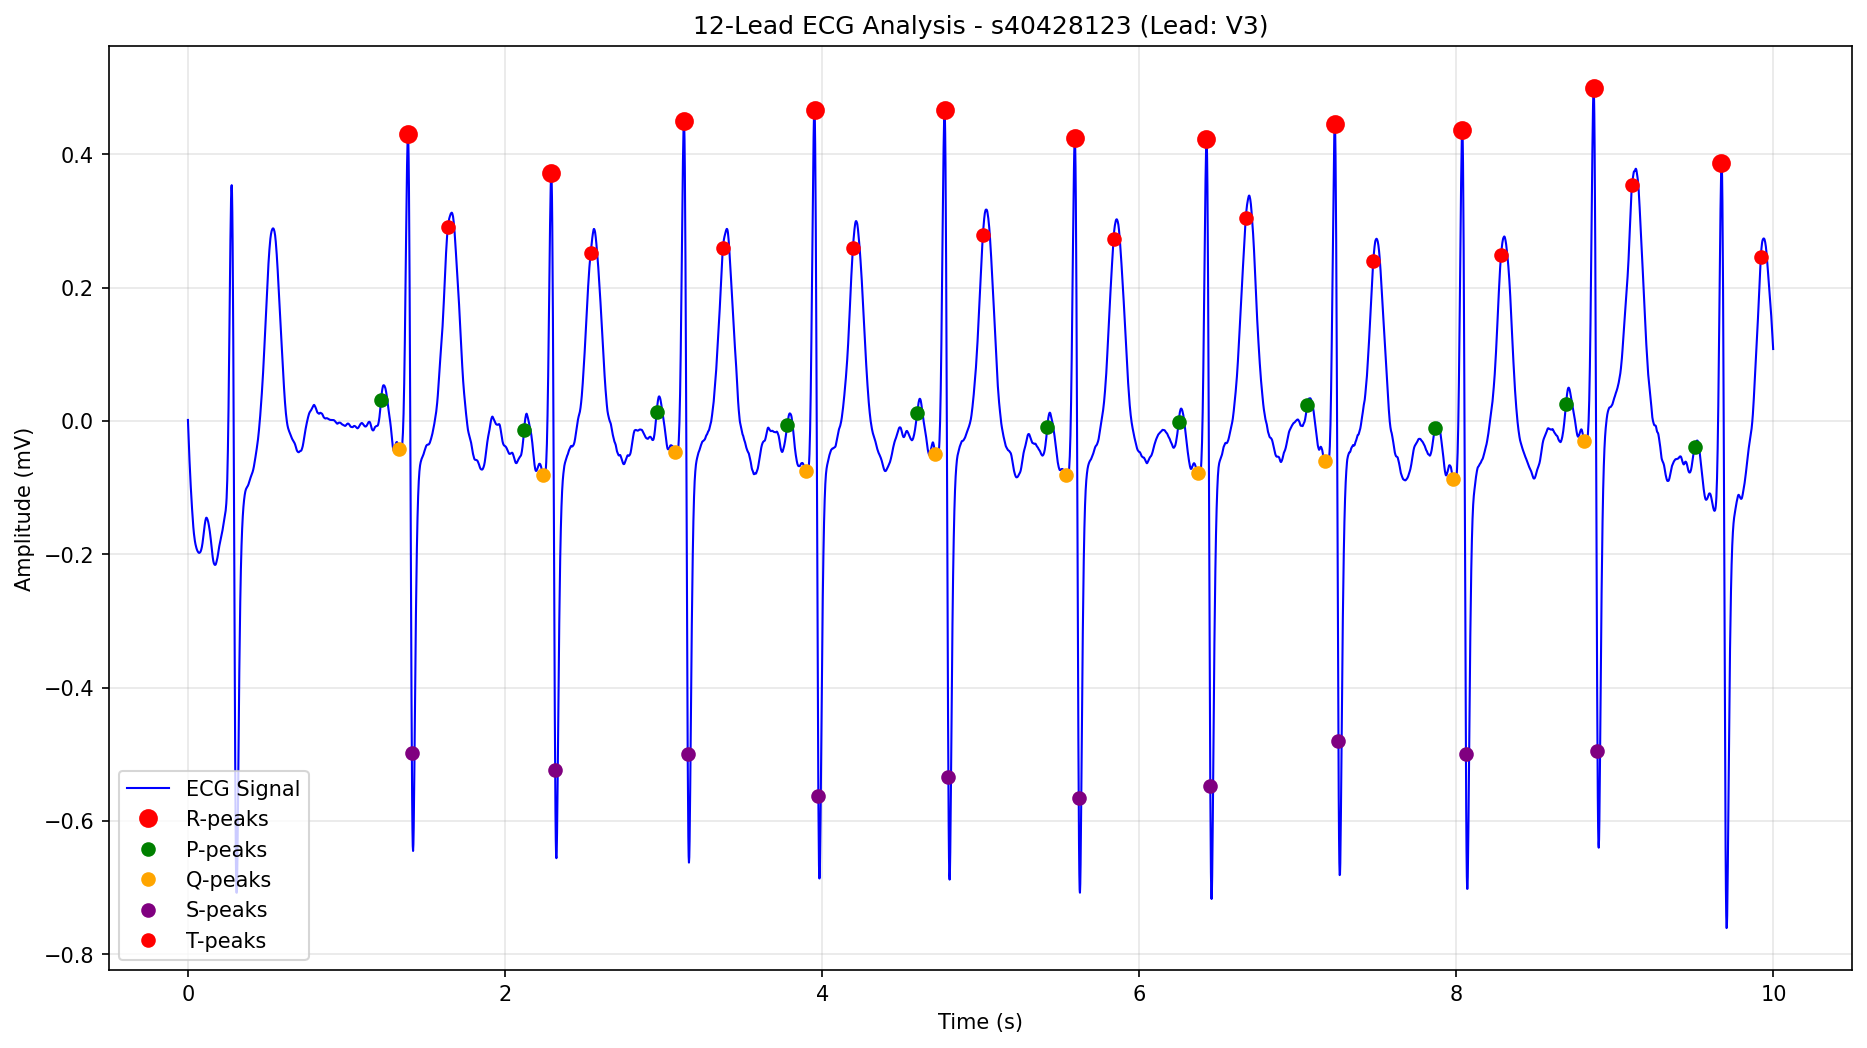 12-Lead ECG Analysis - s40428123 (Lead: V3)
Amplitude (mV)
0.4
0.2
0.0
−0.2
−0.4
−0.6
−0.8
ECG Signal
R-peaks
P-peaks
Q-peaks
S-peaks
T-peaks
0 2 4 6 8 10
Time (s)